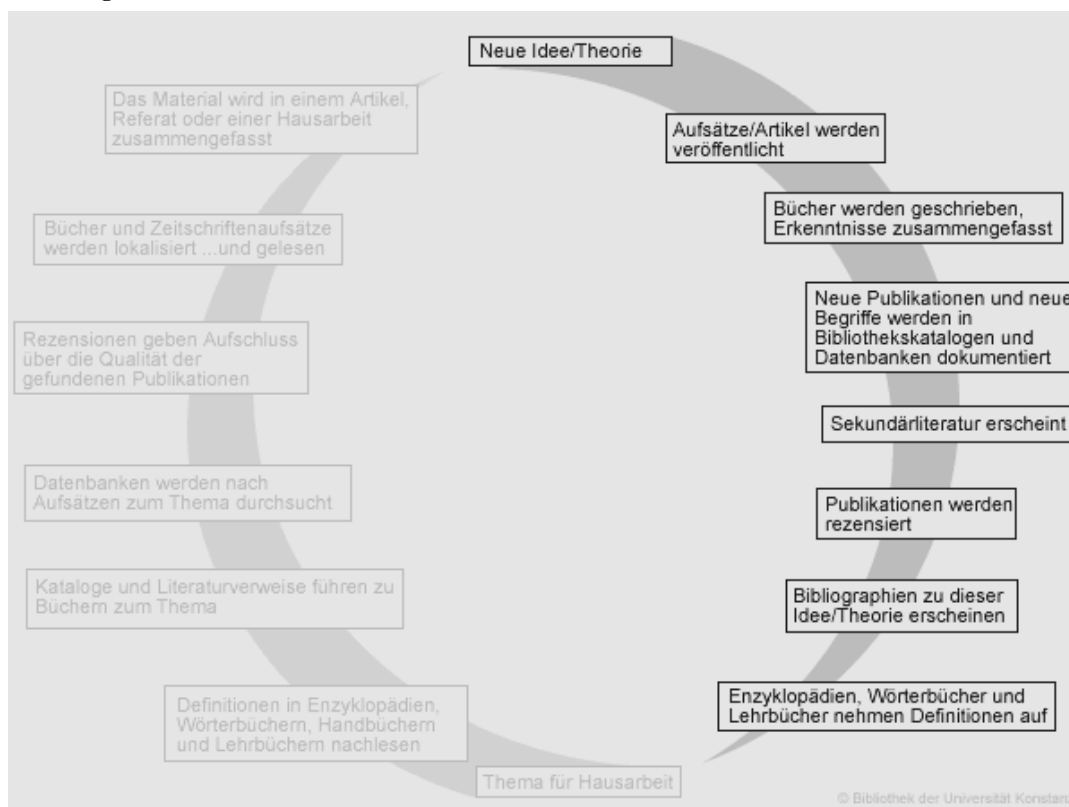 Neue Idee/Theorie
Aufsätze/Artikel werden
veröffentlicht
Bücher werden geschrieben,
Erkenntnisse zusammengefasst
Neue Publikationen und neue
Begriffe werden in
Bibliothekskatalogen und
Datenbanken dokumentiert
Sekundärliteratur erscheint
Publikationen werden
rezensiert
Bibliographien zu dieser
Idee/Theorie erscheinen
Enzyklopädien, Wörterbücher und
Lehrbücher nehmen Definitionen auf
Thema für Hausarbeit
Definitionen in Enzyklopädien,
Wörterbüchern, Handbüchern
und Lehrbüchern nachlesen
Kataloge und Literaturverweise führen zu
Büchern zum Thema
Datenbanken werden nach
Aufsätzen zum Thema durchsucht
Rezensionen geben Aufschluss
über die Qualität der
gefundenen Publikationen
Bücher und Zeitschriftenaufsätze
werden lokalisiert ...und gelesen
Das Material wird in einem Artikel,
Referat oder einer Hausarbeit
zusammengefasst
© Bibliothek der Universität Konstanz